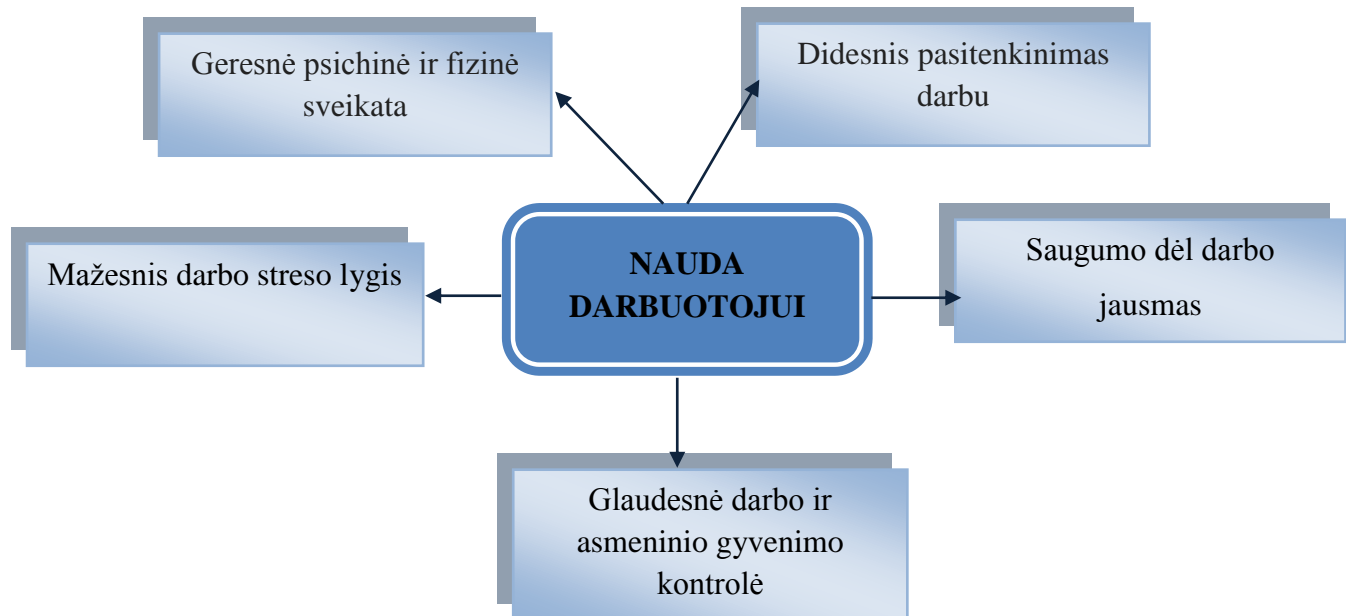 Geresnė psichinė ir fizinė
sveikata
Didesnis pasitenkinimas
darbu
Mažesnis darbo streso lygis
NAUDA
DARBUOTOJUI
Saugumo dėl darbo
jausmas
Glaudesnė darbo ir
asmeninio gyvenimo
kontrolė